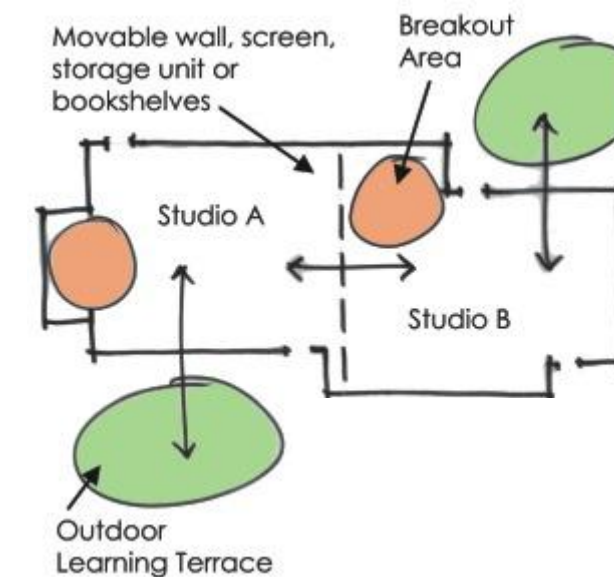 Movable wall, screen,
storage unit or
bookshelves
Breakout
Area
Studio A
Studio B
Outdoor
Learning Terrace